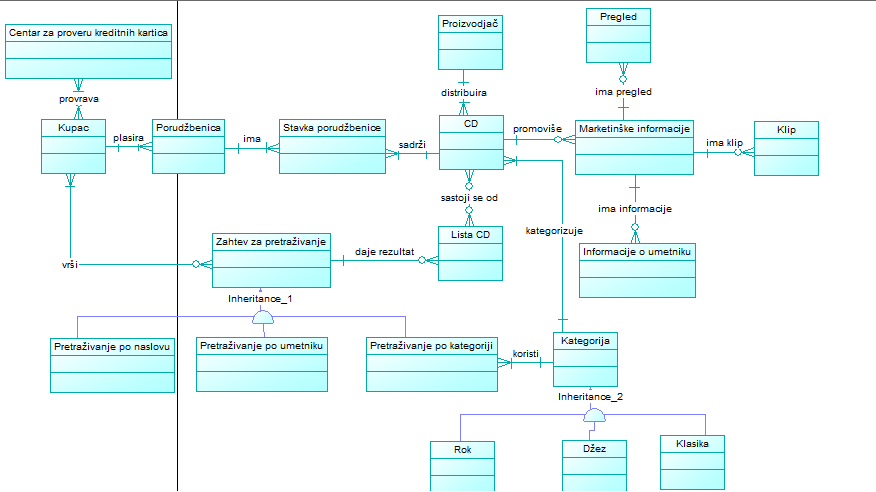 Centar za proveru kreditnih kartica
Proizvodjač
Pregled
distribuira
ima pregled
provrava
Kupac
plasira
Porudžbenica
ima
Stavka porudžbenice
sadrži
CD
promoviše
Marketinške informacije
ima klip
Klip
sastoji se od
ima informacije
kategorizuje
Zahtev za pretraživanje
daje rezultat
Lista CD
Informacije o umetniku
vrši
Inheritance_1
Pretraživanje po naslovu
Pretraživanje po umetniku
Pretraživanje po kategoriji
koristi
Kategorija
Inheritance_2
Rok
Džez
Klasika